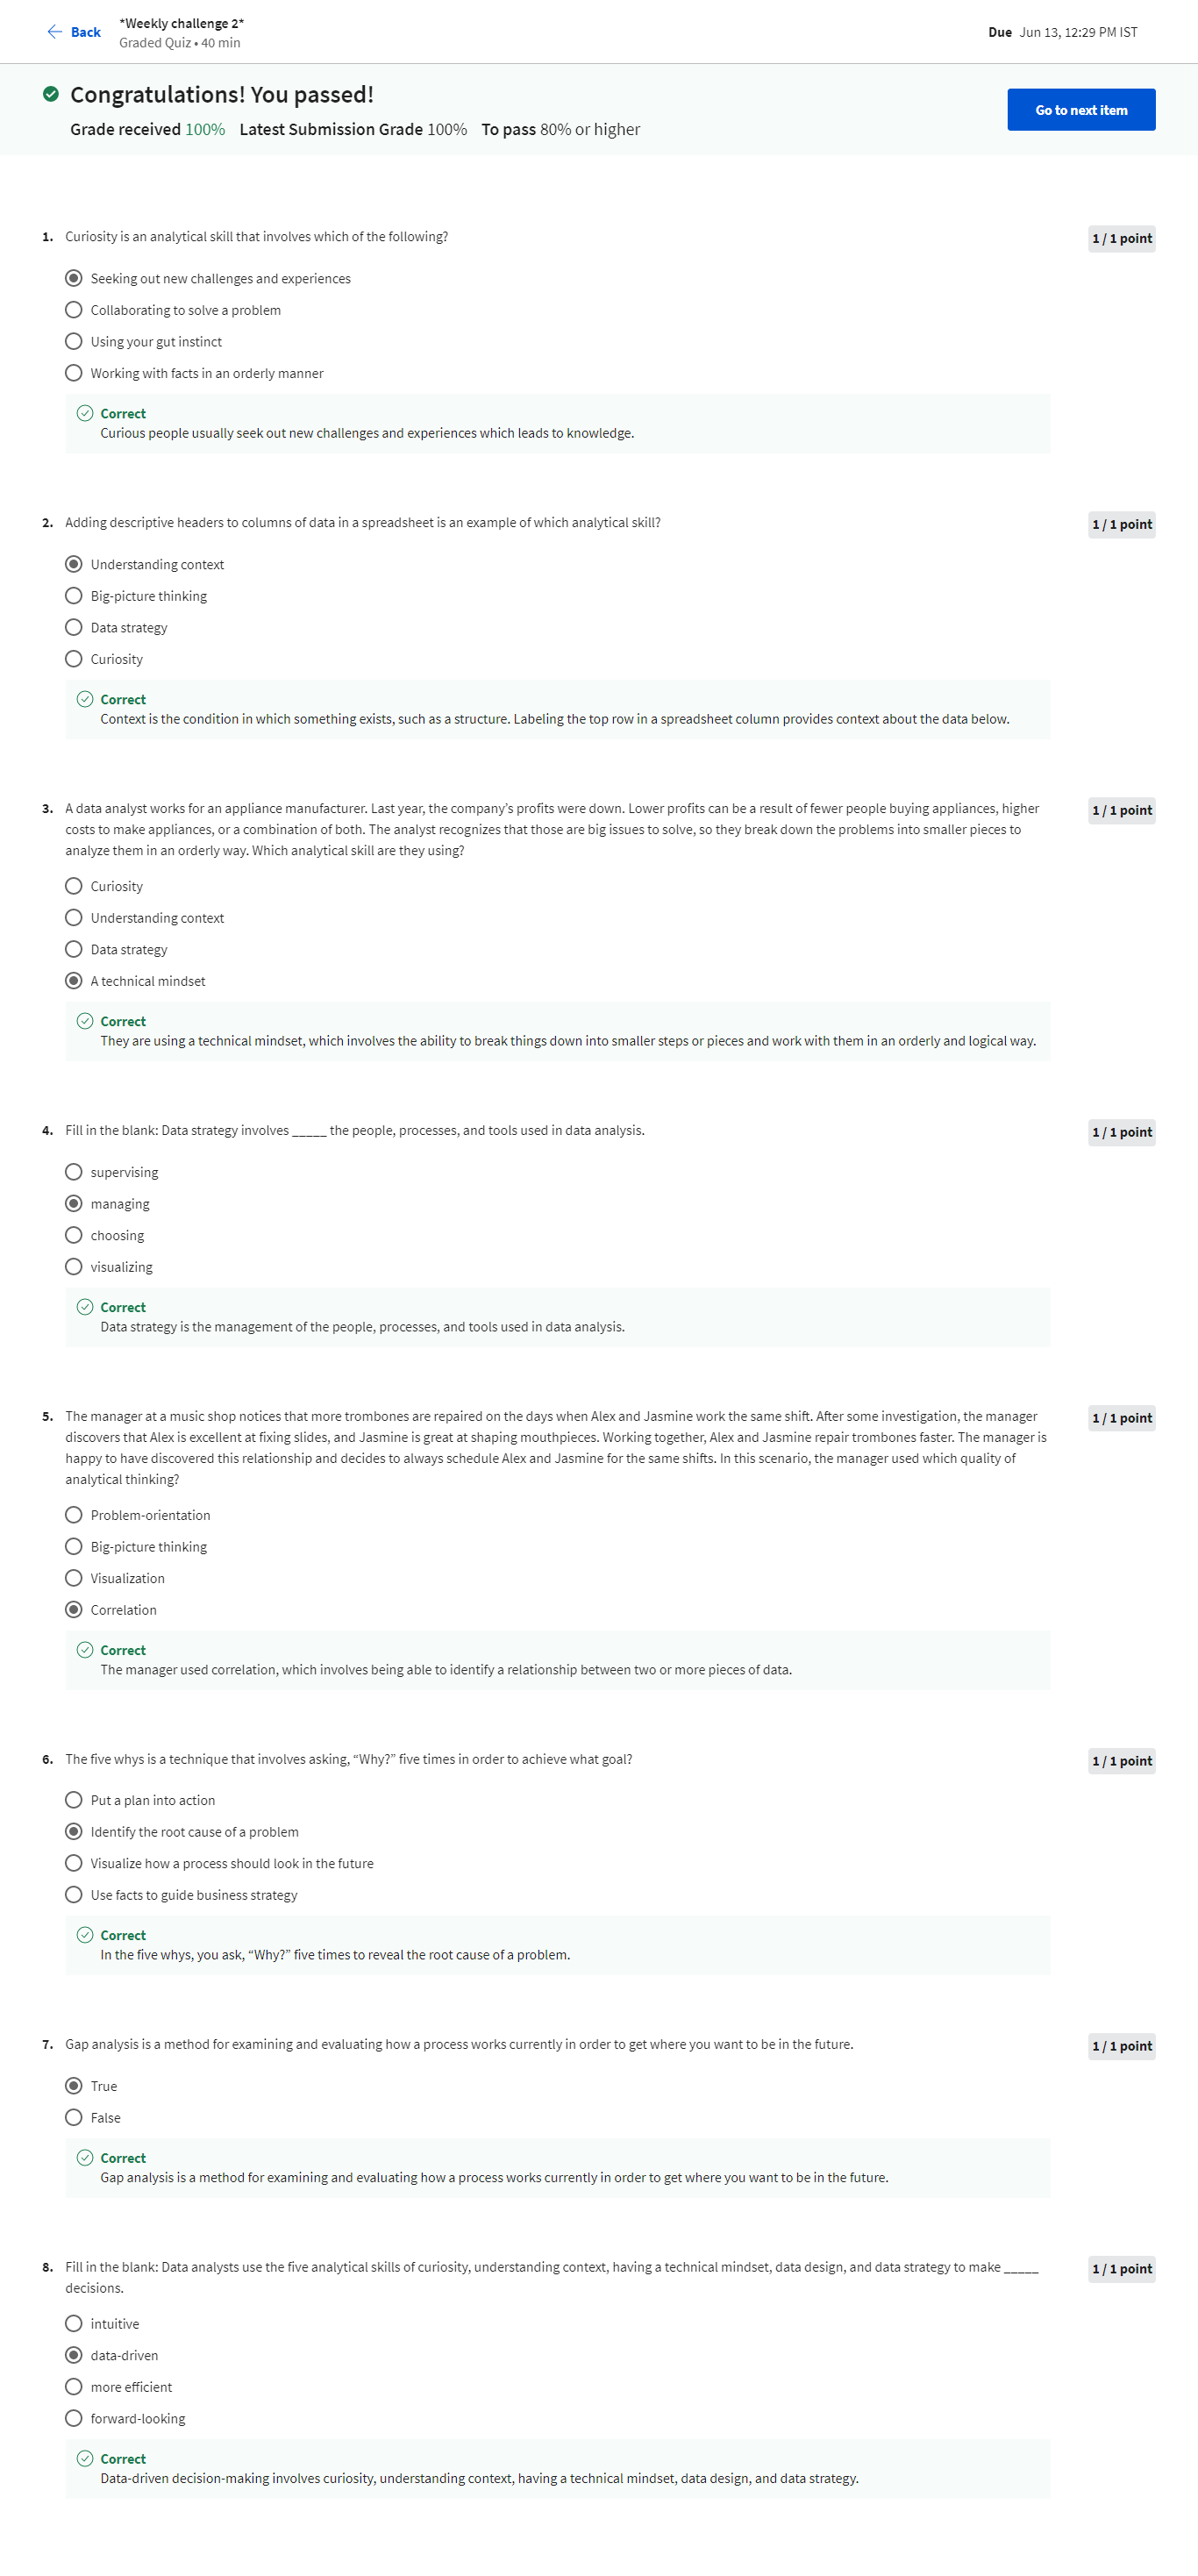 Back
*Weekly challenge 2*
Graded Quiz • 40 min
Due Jun 13, 12:29 PM IST
Congratulations! You passed!
Grade received 100% Latest Submission Grade 100% To pass 80% or higher
Go to next item
1. Curiosity is an analytical skill that involves which of the following?
1 / 1 point
Seeking out new challenges and experiences
Collaborating to solve a problem
Using your gut instinct
Working with facts in an orderly manner
Correct
Curious people usually seek out new challenges and experiences which leads to knowledge.
2. Adding descriptive headers to columns of data in a spreadsheet is an example of which analytical skill?
1 / 1 point
Understanding context
Big-picture thinking
Data strategy
Curiosity
Correct
Context is the condition in which something exists, such as a structure. Labeling the top row in a spreadsheet column provides context about the data below.
3. A data analyst works for an appliance manufacturer. Last year, the company’s profits were down. Lower profits can be a result of fewer people buying appliances, higher
costs to make appliances, or a combination of both. The analyst recognizes that those are big issues to solve, so they break down the problems into smaller pieces to
analyze them in an orderly way. Which analytical skill are they using?
1 / 1 point
Curiosity
Understanding context
Data strategy
A technical mindset
Correct
They are using a technical mindset, which involves the ability to break things down into smaller steps or pieces and work with them in an orderly and logical way.
4. Fill in the blank: Data strategy involves _____ the people, processes, and tools used in data analysis.
1 / 1 point
supervising
managing
choosing
visualizing
Correct
Data strategy is the management of the people, processes, and tools used in data analysis.
5. The manager at a music shop notices that more trombones are repaired on the days when Alex and Jasmine work the same shift. After some investigation, the manager
discovers that Alex is excellent at fixing slides, and Jasmine is great at shaping mouthpieces. Working together, Alex and Jasmine repair trombones faster. The manager is
happy to have discovered this relationship and decides to always schedule Alex and Jasmine for the same shifts. In this scenario, the manager used which quality of
analytical thinking?
1 / 1 point
Problem-orientation
Big-picture thinking
Visualization
Correlation
Correct
The manager used correlation, which involves being able to identify a relationship between two or more pieces of data.
6. The five whys is a technique that involves asking, “Why?” five times in order to achieve what goal?
1 / 1 point
Put a plan into action
Identify the root cause of a problem
Visualize how a process should look in the future
Use facts to guide business strategy
Correct
In the five whys, you ask, “Why?” five times to reveal the root cause of a problem.
7. Gap analysis is a method for examining and evaluating how a process works currently in order to get where you want to be in the future.
1 / 1 point
True
False
Correct
Gap analysis is a method for examining and evaluating how a process works currently in order to get where you want to be in the future.
8. Fill in the blank: Data analysts use the five analytical skills of curiosity, understanding context, having a technical mindset, data design, and data strategy to make _____
decisions.
1 / 1 point
intuitive
data-driven
more efficient
forward-looking
Correct
Data-driven decision-making involves curiosity, understanding context, having a technical mindset, data design, and data strategy.